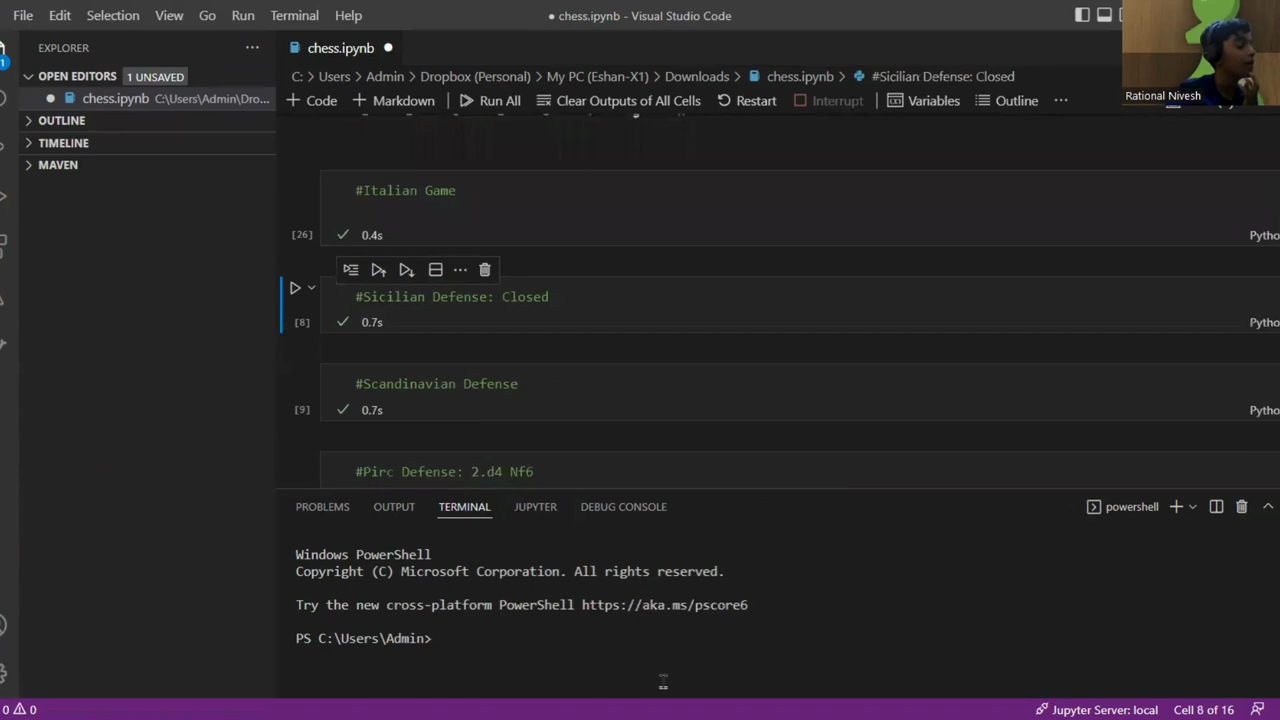 File Edit Selection View Go Run Terminal Help
● chess.ipynb - Visual Studio Code
EXPLORER
OPEN EDITORS 1 UNSAVED
chess.ipynb C:\Users\Admin\Dro...
OUTLINE
TIMELINE
MAVEN
chess.ipynb
C: > Users > Admin > Dropbox (Personal) > My PC (Eshan-X1) > Downloads > chess.ipynb > #Sicilian Defense: Closed
+ Code + Markdown Run All Clear Outputs of All Cells Restart Interrupt Variables Outline ...
Rational Nivesh
#Italian Game
[26] 0.4s Pytho
#Sicilian Defense: Closed
[8] 0.7s Pytho
#Scandinavian Defense
[9] 0.7s Pytho
#Pirc Defense: 2.d4 Nf6
PROBLEMS OUTPUT TERMINAL JUPYTER DEBUG CONSOLE
powershell
Windows PowerShell
Copyright (C) Microsoft Corporation. All rights reserved.
Try the new cross-platform PowerShell https://aka.ms/pscore6
PS C:\Users\Admin>
0 0
Jupyter Server: local Cell 8 of 16